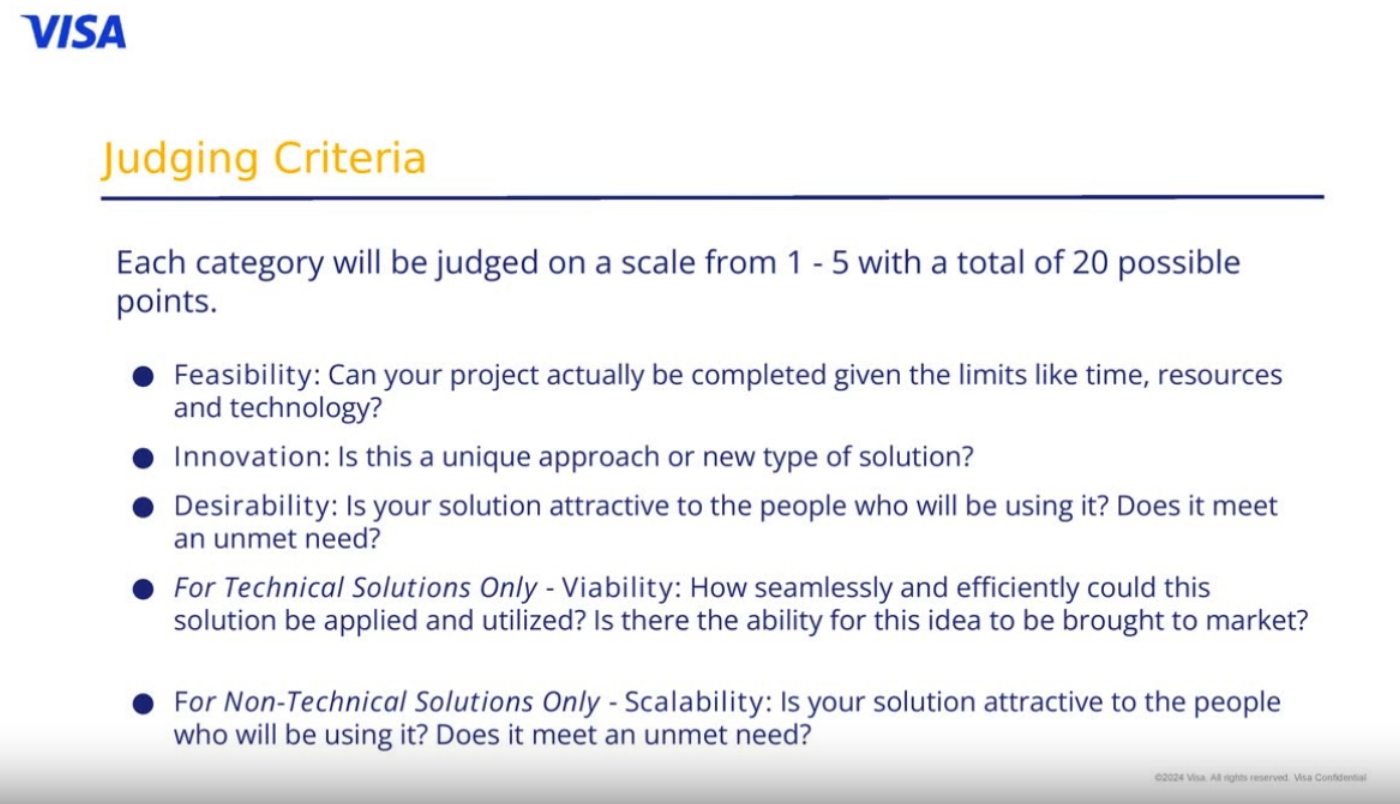 VISA
Judging Criteria
Each category will be judged on a scale from 1 - 5 with a total of 20 possible
points.
● Feasibility: Can your project actually be completed given the limits like time, resources
and technology?
● Innovation: Is this a unique approach or new type of solution?
● Desirability: Is your solution attractive to the people who will be using it? Does it meet
an unmet need?
● For Technical Solutions Only - Viability: How seamlessly and efficiently could this
solution be applied and utilized? Is there the ability for this idea to be brought to market?
● For Non-Technical Solutions Only - Scalability: Is your solution attractive to the people
who will be using it? Does it meet an unmet need?
©2024 Visa. All rights reserved. Visa Confidential